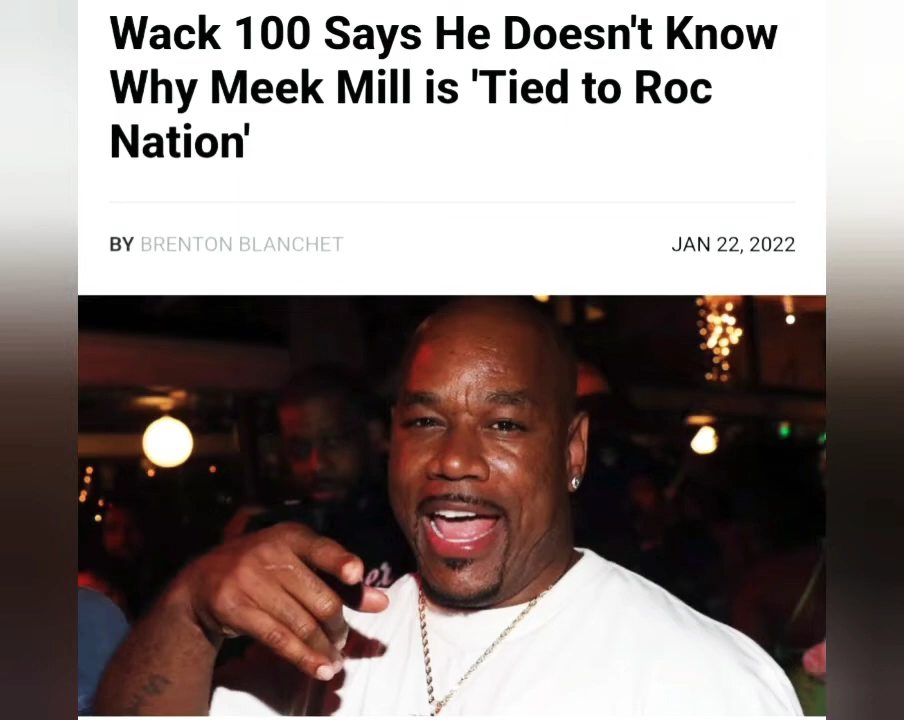 Wack 100 Says He Doesn't Know
Why Meek Mill is 'Tied to Roc
Nation'
BY BRENTON BLANCHET
JAN 22, 2022